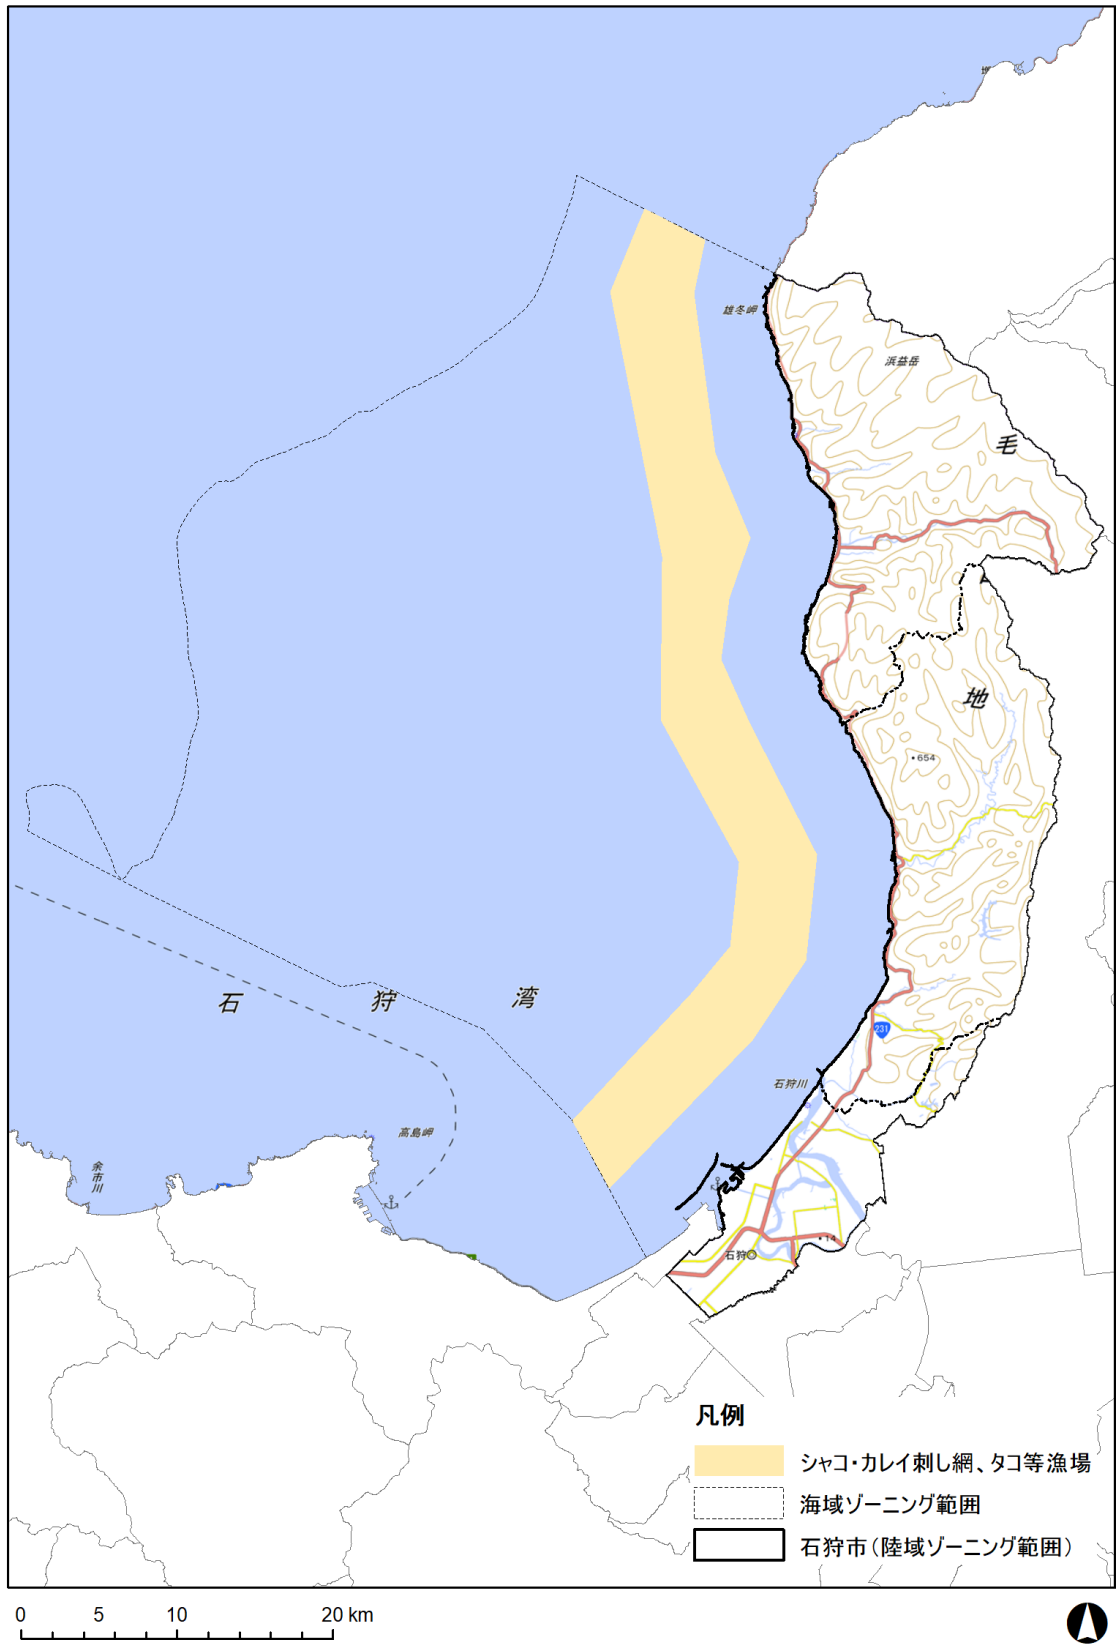 雄冬岬
浜益岳
毛
地
654
石狩湾
231
石狩川
高島岬
余市川
石狩
14
凡例
シャコ・カレイ刺し網、タコ等漁場
海域ゾーニング範囲
石狩市（陸域ゾーニング範囲）
0 5 10 20 km